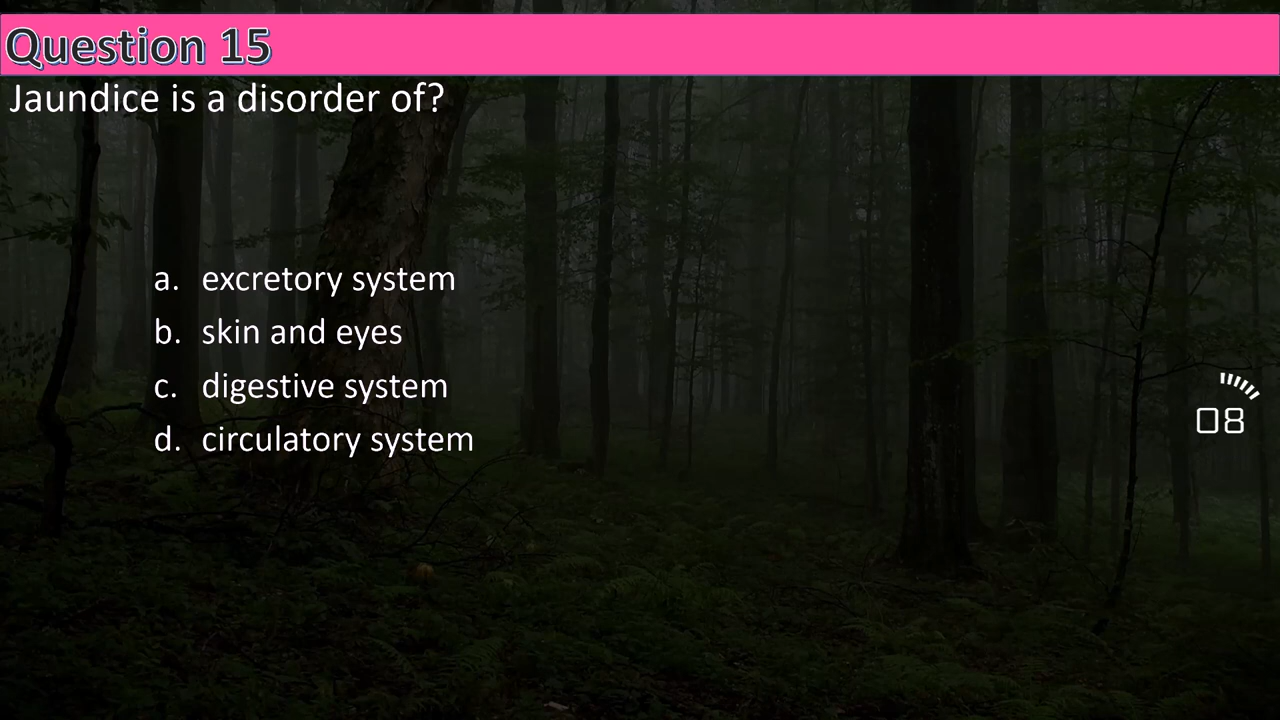 Question 15
Jaundice is a disorder of?
a. excretory system
b. skin and eyes
c. digestive system
d. circulatory system
08